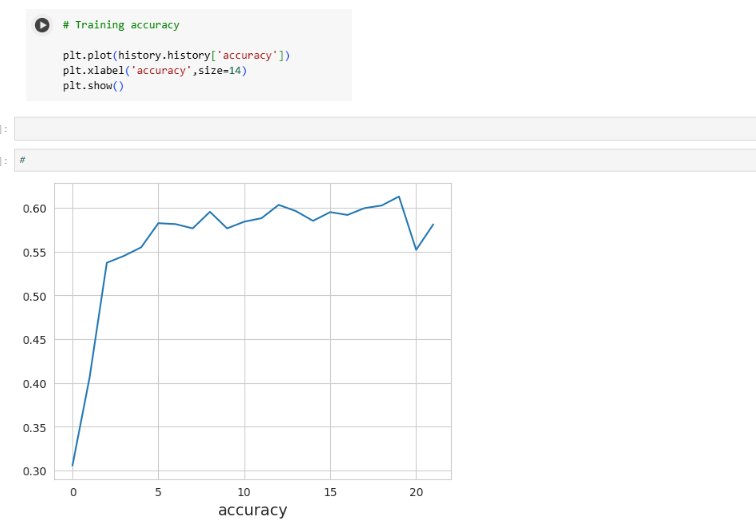 # Training accuracy
plt.plot(history.history['accuracy'])
plt.xlabel('accuracy',size=14)
plt.show()
]:
]: #
0.60
0.55
0.50
0.45
0.40
0.35
0.30
0 5 10 15 20
accuracy